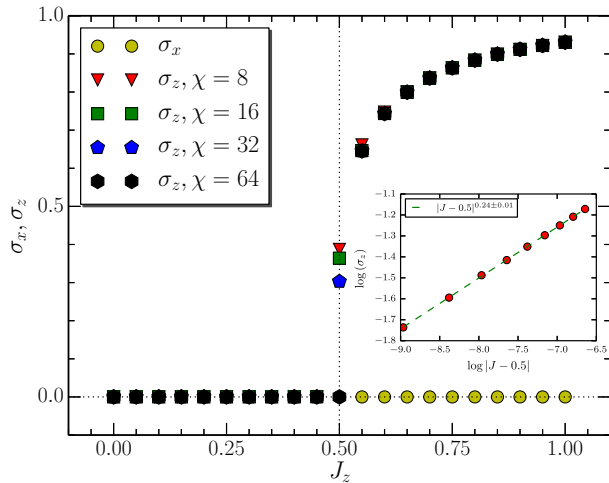 1.0
0.5
0.0
σx, σz
σx
σz, χ = 8
σz, χ = 16
σz, χ = 32
σz, χ = 64
−1.1
−1.2
−1.3
−1.4
−1.5
−1.6
−1.7
−1.8
log(σz)
|J − 0.5|^0.24±0.01
−9.0 −8.5 −8.0 −7.5 −7.0 −6.5
log |J − 0.5|
0.00 0.25 0.50 0.75 1.00
Jz